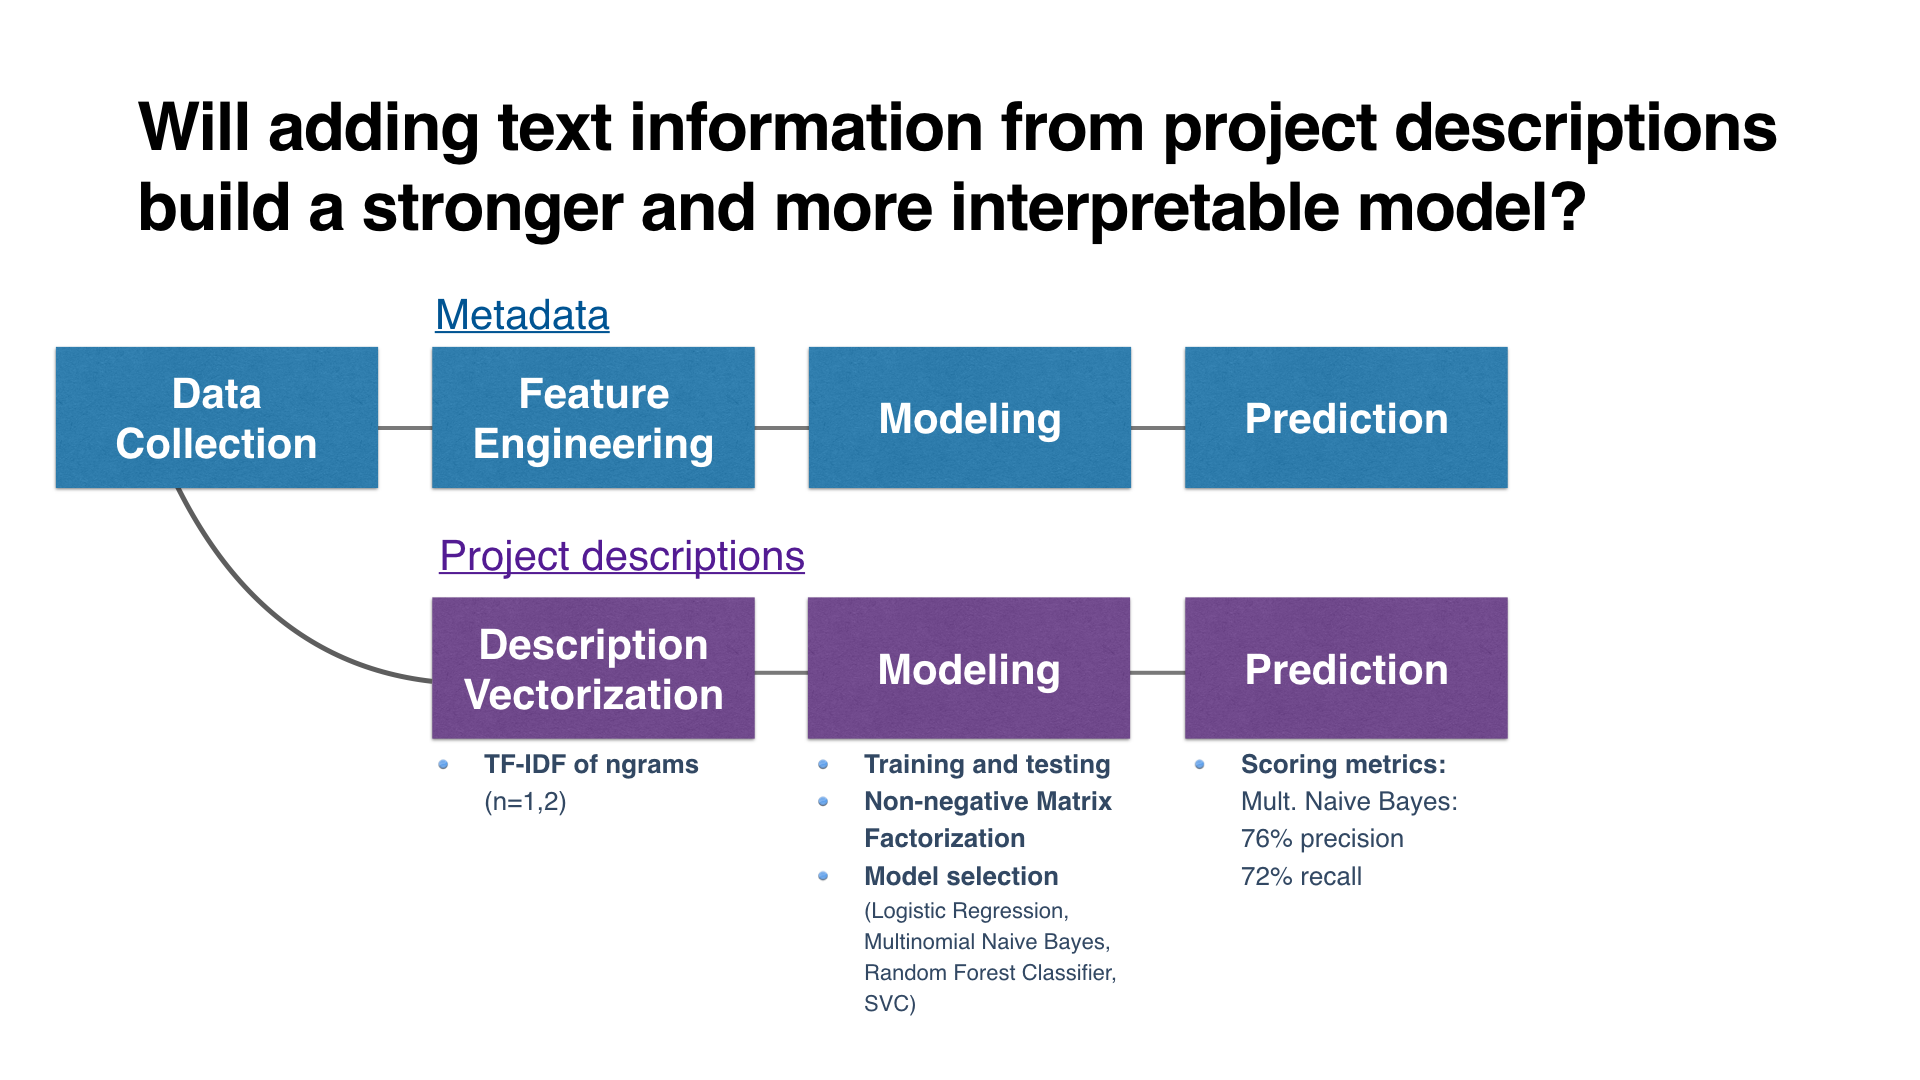 Will adding text information from project descriptions
build a stronger and more interpretable model?
Metadata
Data
Collection
Feature
Engineering
Modeling
Prediction
Project descriptions
Description
Vectorization
Modeling
Prediction
• TF-IDF of ngrams
(n=1,2)
• Training and testing
• Non-negative Matrix
Factorization
• Model selection
(Logistic Regression,
Multinomial Naive Bayes,
Random Forest Classifier,
SVC)
• Scoring metrics:
Mult. Naive Bayes:
76% precision
72% recall